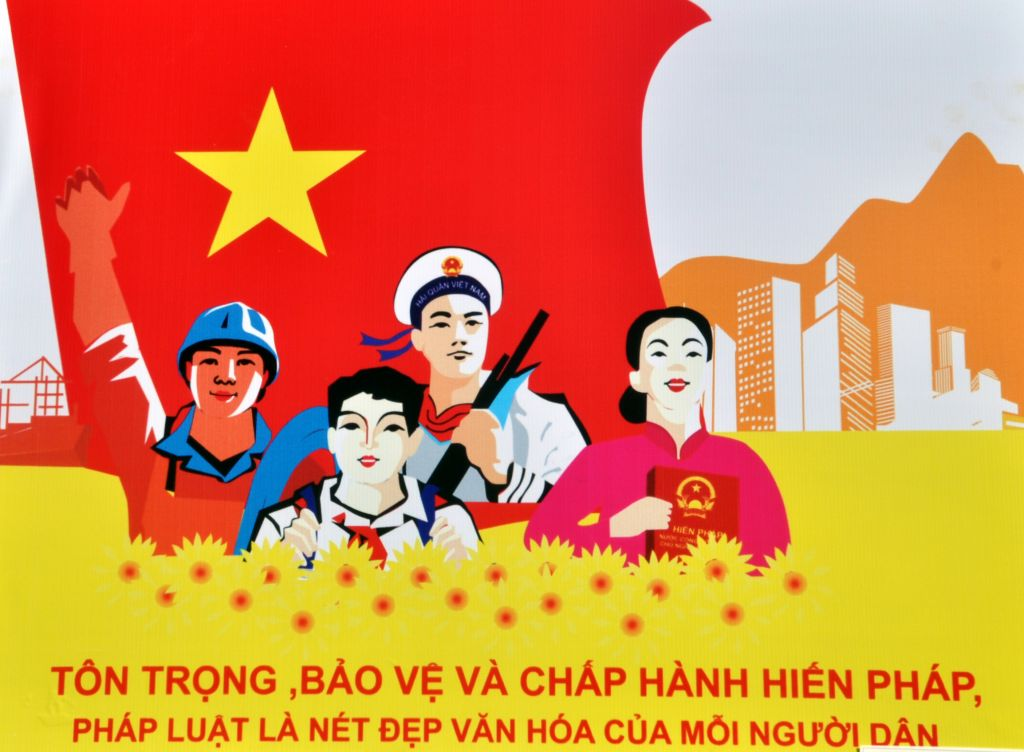 HẢI QUÂN VIỆT NAM
HIẾN PHÁP
TÔN TRỌNG ,BẢO VỆ VÀ CHẤP HÀNH HIẾN PHÁP,
PHÁP LUẬT LÀ NÉT ĐẸP VĂN HÓA CỦA MỖI NGƯỜI DÂN